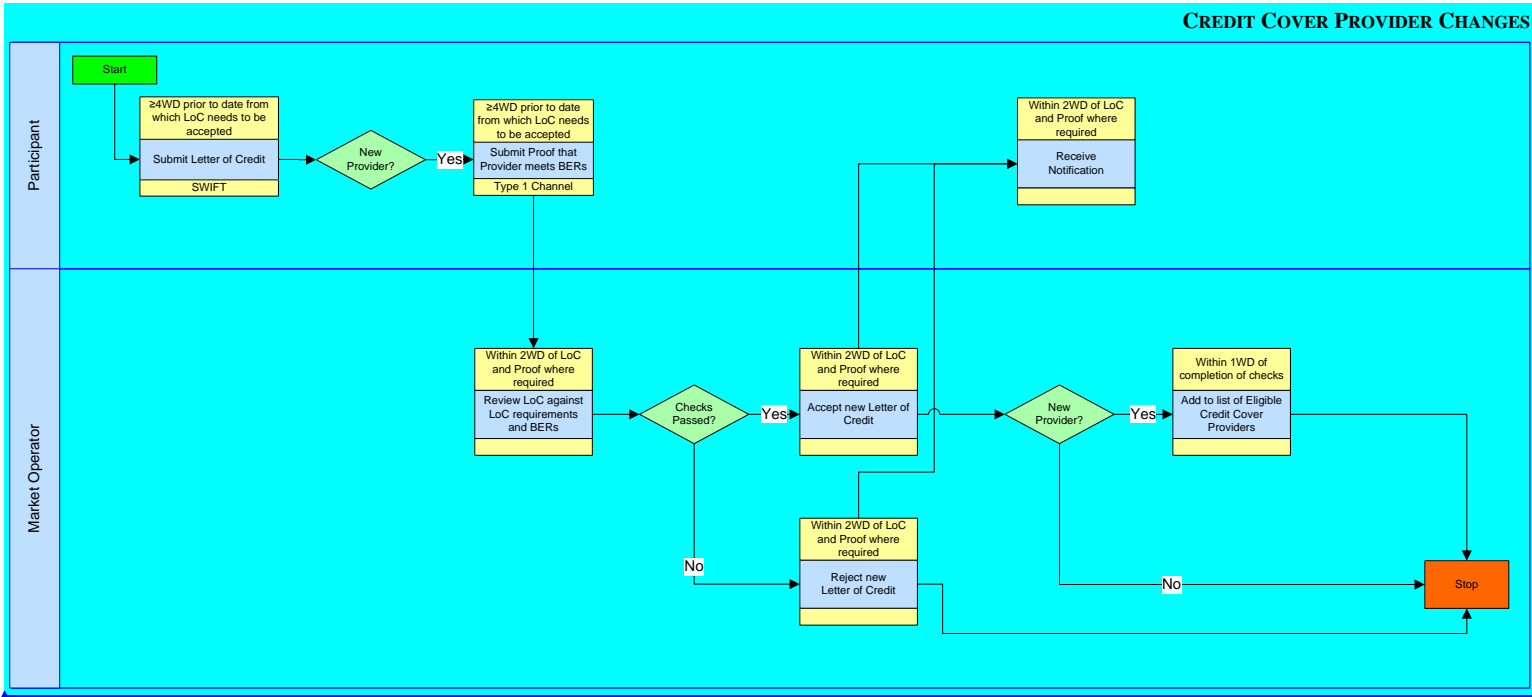 CREDIT COVER PROVIDER CHANGES
Participant
Start
≥4WD prior to date from
which LoC needs to be
accepted
Submit Letter of Credit
SWIFT
New
Provider?
Yes
≥4WD prior to date
from which LoC needs
to be accepted
Submit Proof that
Provider meets BERs
Type 1 Channel
Within 2WD of LoC
and Proof where
required
Receive
Notification
Market Operator
Within 2WD of LoC
and Proof where
required
Review LoC against
LoC requirements
and BERs
Checks
Passed?
Yes
Within 2WD of LoC
and Proof where
required
Accept new Letter of
Credit
New
Provider?
Yes
Within 1WD of
completion of checks
Add to list of Eligible
Credit Cover
Providers
No
Within 2WD of LoC
and Proof where
required
Reject new
Letter of Credit
No
Stop